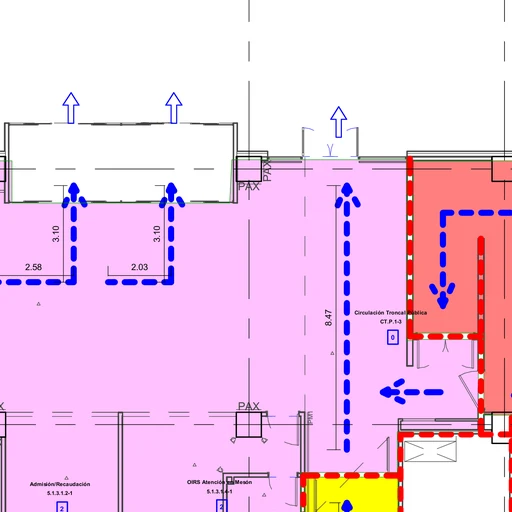 PAX
PAX
3.10
3.10
2.58
2.03
8.47
Circulación Troncal Pública
CT.P.1-3
0
X
PAX
Admisión/Recaudación
5.1.3.1.2-1
2
OIRS Atención en Mesón
5.1.3.1.4-1
2